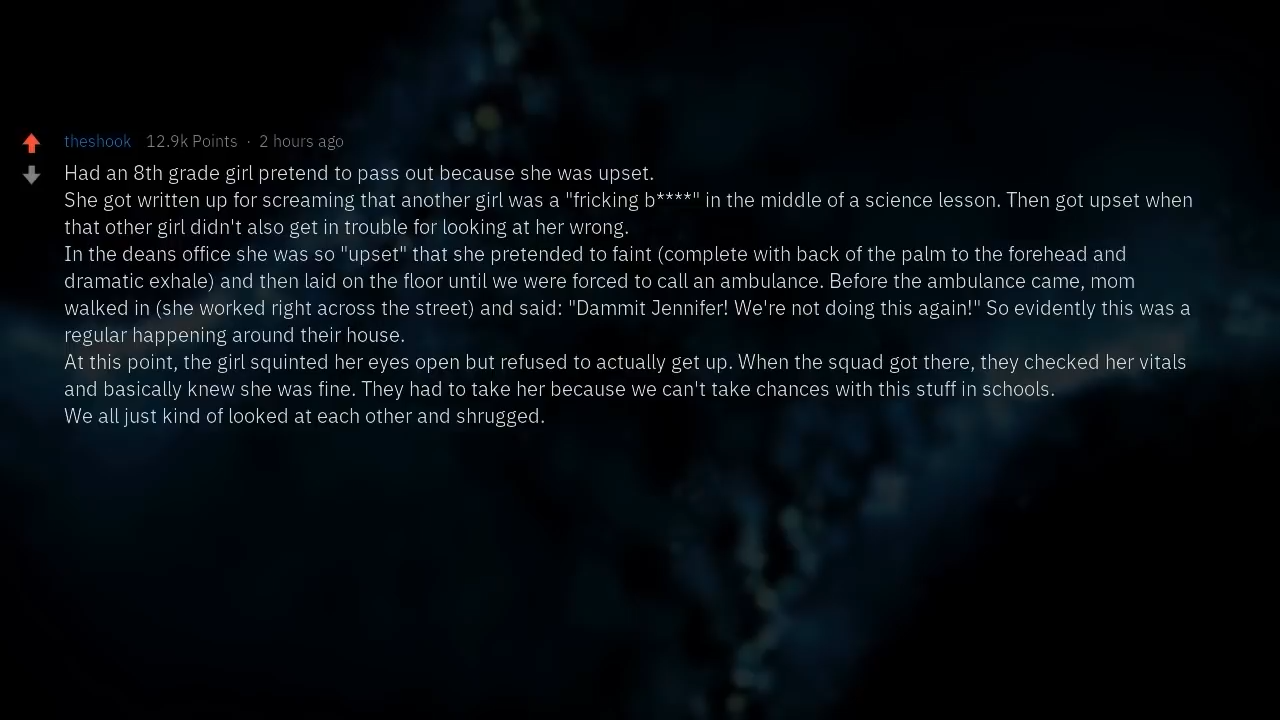 theshook 12.9k Points · 2 hours ago
Had an 8th grade girl pretend to pass out because she was upset.
She got written up for screaming that another girl was a "fricking b****" in the middle of a science lesson. Then got upset when
that other girl didn't also get in trouble for looking at her wrong.
In the deans office she was so "upset" that she pretended to faint (complete with back of the palm to the forehead and
dramatic exhale) and then laid on the floor until we were forced to call an ambulance. Before the ambulance came, mom
walked in (she worked right across the street) and said: "Dammit Jennifer! We're not doing this again!" So evidently this was a
regular happening around their house.
At this point, the girl squinted her eyes open but refused to actually get up. When the squad got there, they checked her vitals
and basically knew she was fine. They had to take her because we can't take chances with this stuff in schools.
We all just kind of looked at each other and shrugged.